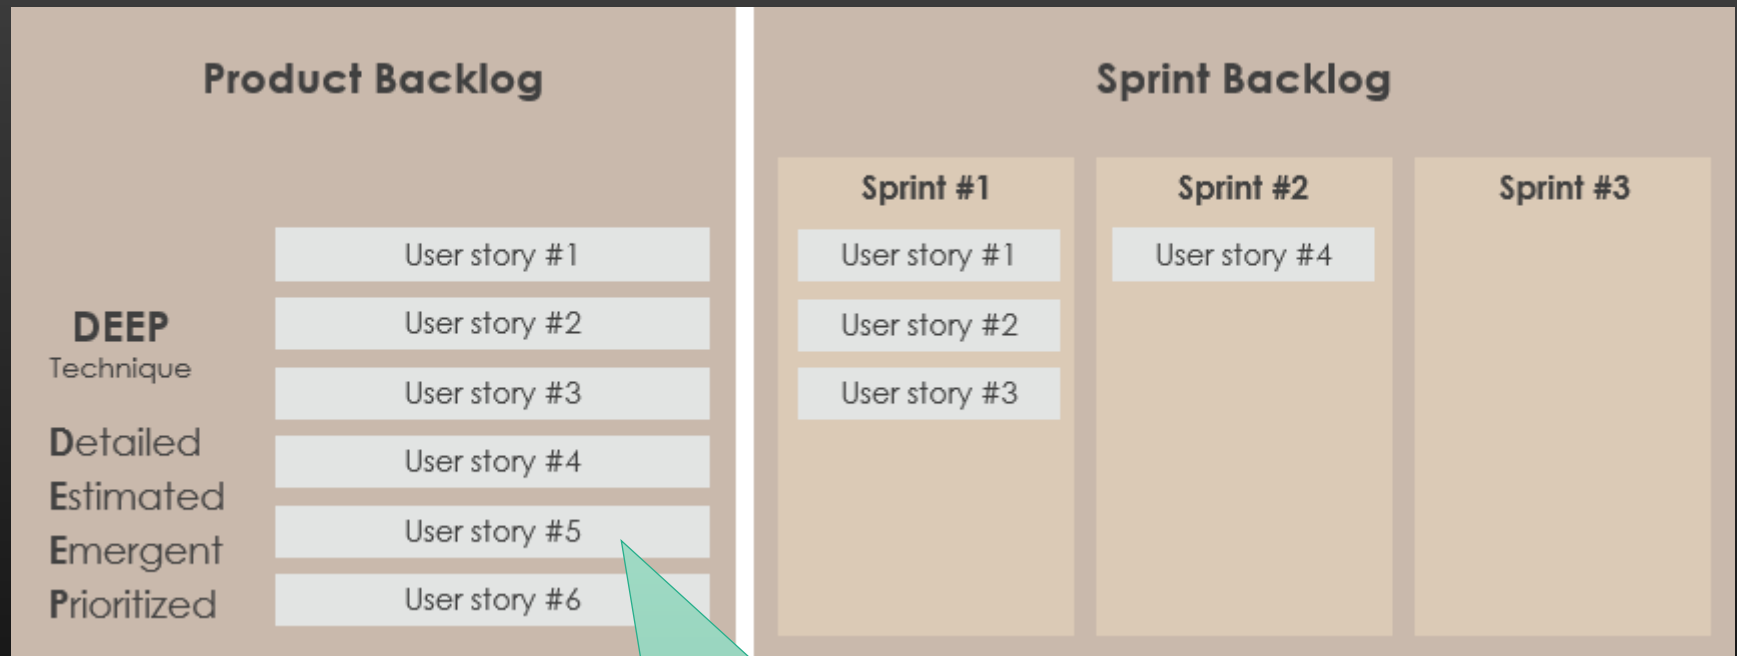 Product Backlog
DEEP
Technique
Detailed
Estimated
Emergent
Prioritized
User story #1
User story #2
User story #3
User story #4
User story #5
User story #6
Sprint Backlog
Sprint #1
User story #1
User story #2
User story #3
Sprint #2
User story #4
Sprint #3